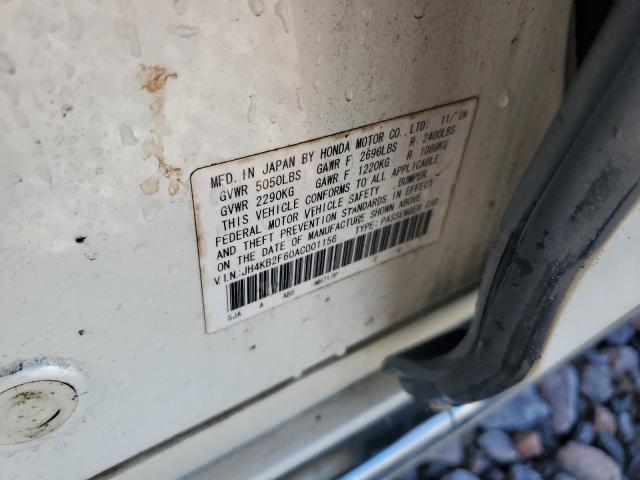 MFD. IN JAPAN BY HONDA MOTOR CO., LTD: 11/'09
GVWR 5050LBS GAWR F 2690LBS R 2400LBS
GVWR 2290KG GAWR F 1220KG R 1089KG
THIS VEHICLE CONFORMS TO ALL APPLICABLE
FEDERAL MOTOR VEHICLE SAFETY, BUMPER,
AND THEFT PREVENTION STANDARDS IN EFFECT
ON THE DATE OF MANUFACTURE SHOWN ABOVE
V.I.N.:JH4KB2F60AC001156 TYPE: PASSENGER CAR
SJA A ABS NH717P